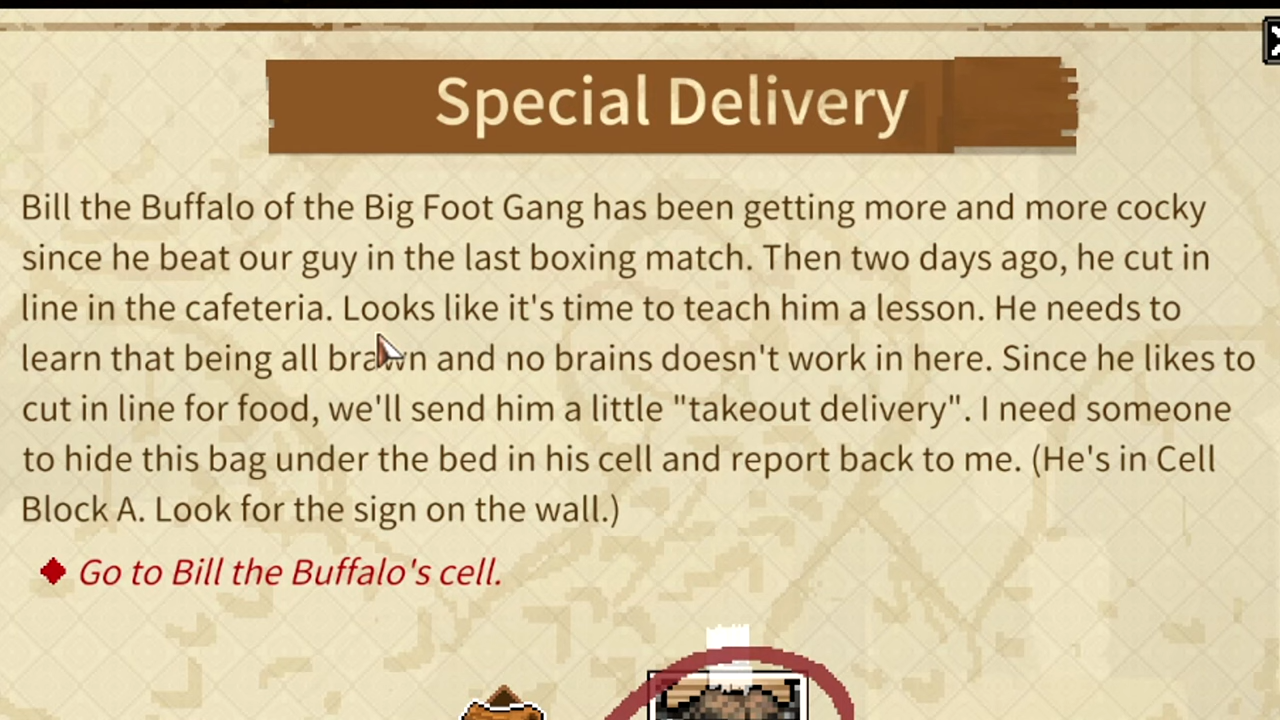 Special Delivery
Bill the Buffalo of the Big Foot Gang has been getting more and more cocky
since he beat our guy in the last boxing match. Then two days ago, he cut in
line in the cafeteria. Looks like it's time to teach him a lesson. He needs to
learn that being all brawn and no brains doesn't work in here. Since he likes to
cut in line for food, we'll send him a little "takeout delivery". I need someone
to hide this bag under the bed in his cell and report back to me. (He's in Cell
Block A. Look for the sign on the wall.)
Go to Bill the Buffalo's cell.